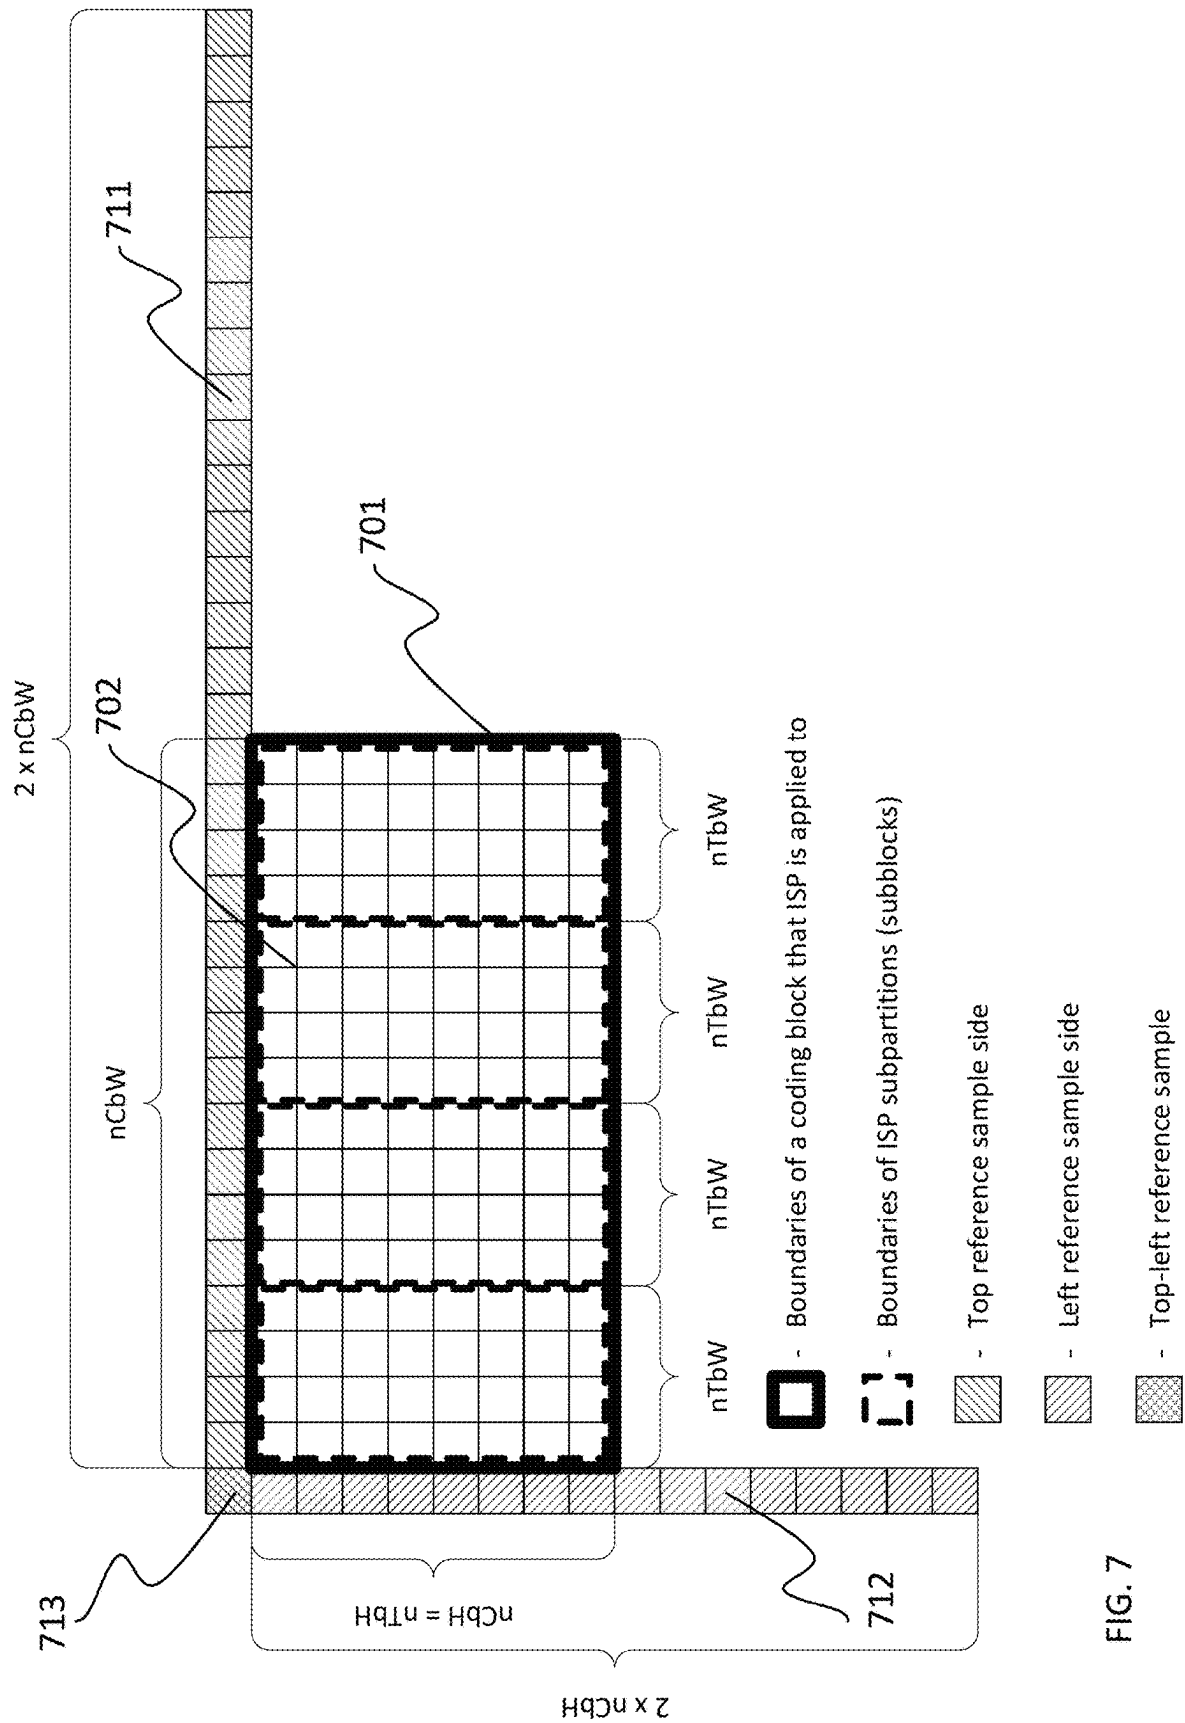 2 x nCbW
nCbW
702
711
701
713
nCbH = nTbH
2 x nCbH
712
nTbW
nTbW
nTbW
nTbW
- Boundaries of a coding block that ISP is applied to
- Boundaries of ISP subpartitions (subblocks)
- Top reference sample side
- Left reference sample side
- Top-left reference sample
FIG. 7